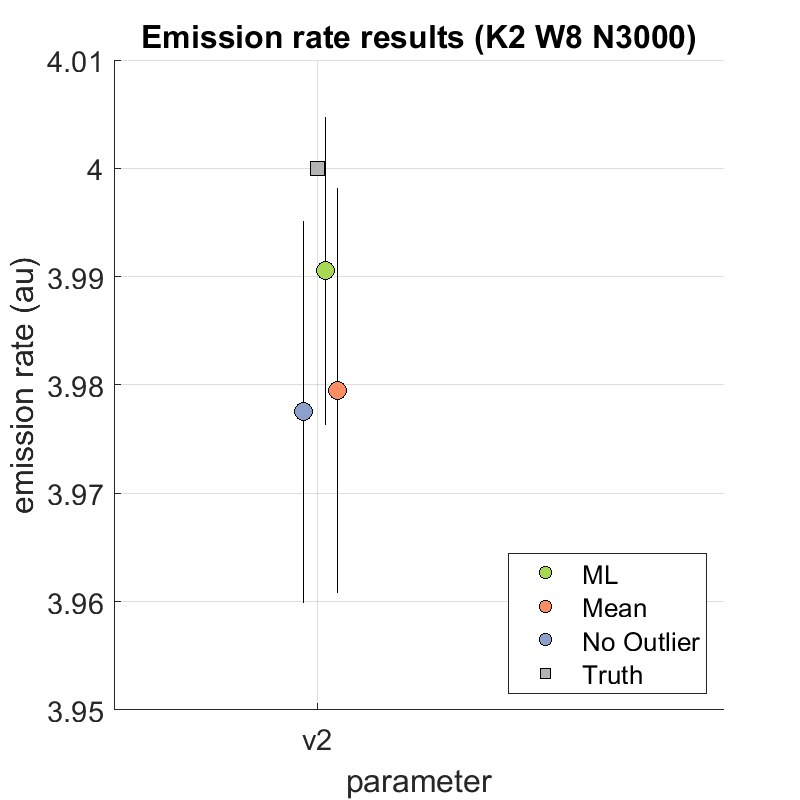 Emission rate results (K2 W8 N3000)
4.01
4
3.99
3.98
3.97
3.96
3.95
emission rate (au)
v2
parameter
ML
Mean
No Outlier
Truth